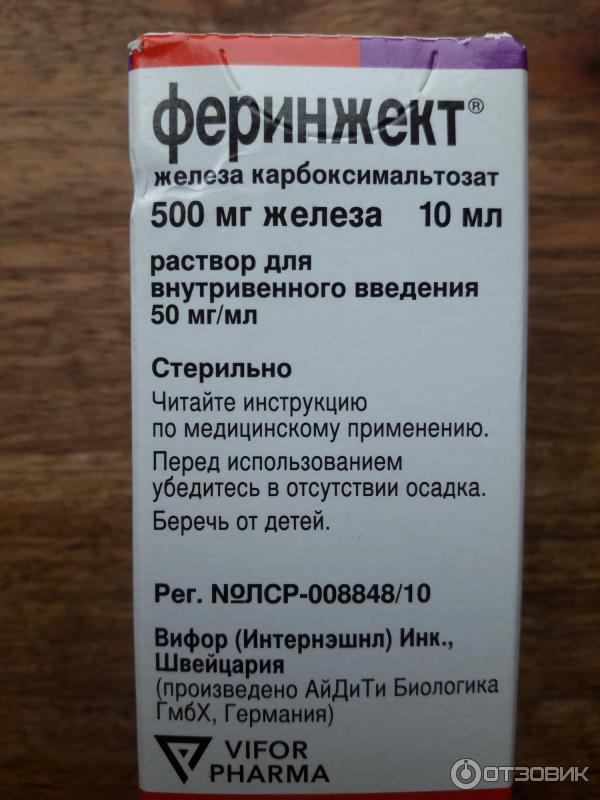 феринжект®
железа карбоксимальтозат
500 мг железа 10 мл
раствор для
внутривенного введения
50 мг/мл
Стерильно
Читайте инструкцию
по медицинскому применению.
Перед использованием
убедитесь в отсутствии осадка.
Беречь от детей.
Рег. №ЛСР-008848/10
Вифор (Интернэшнл) Инк.,
Швейцария
(произведено АйДиТи Биологика
ГмбХ, Германия)
VIFOR
PHARMA
ОТЗОВИК